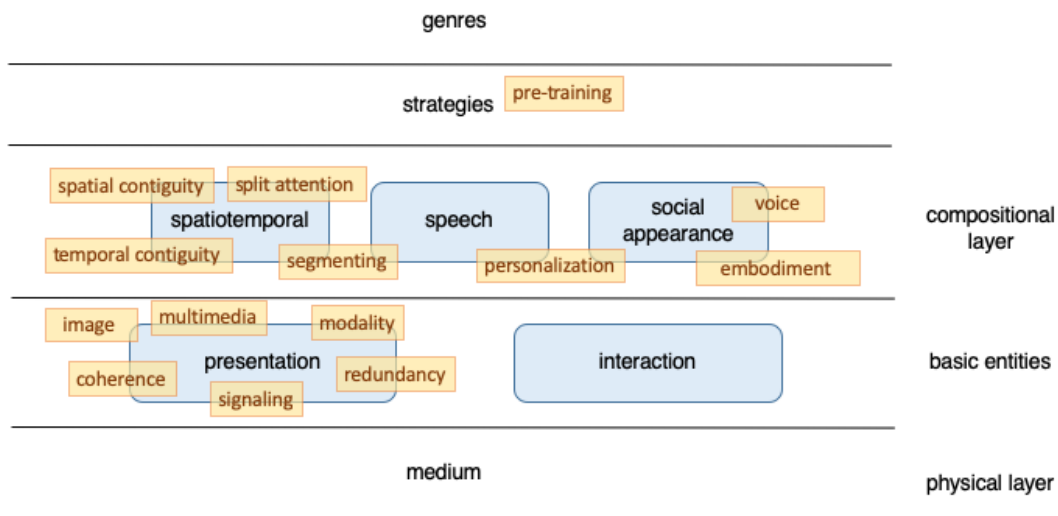 genres
strategies
pre-training
spatial contiguity
split attention
spatiotemporal
temporal contiguity
segmenting
speech
personalization
social
appearance
voice
embodiment
compositional
layer
image
multimedia
modality
presentation
coherence
redundancy
signaling
interaction
basic entities
medium
physical layer